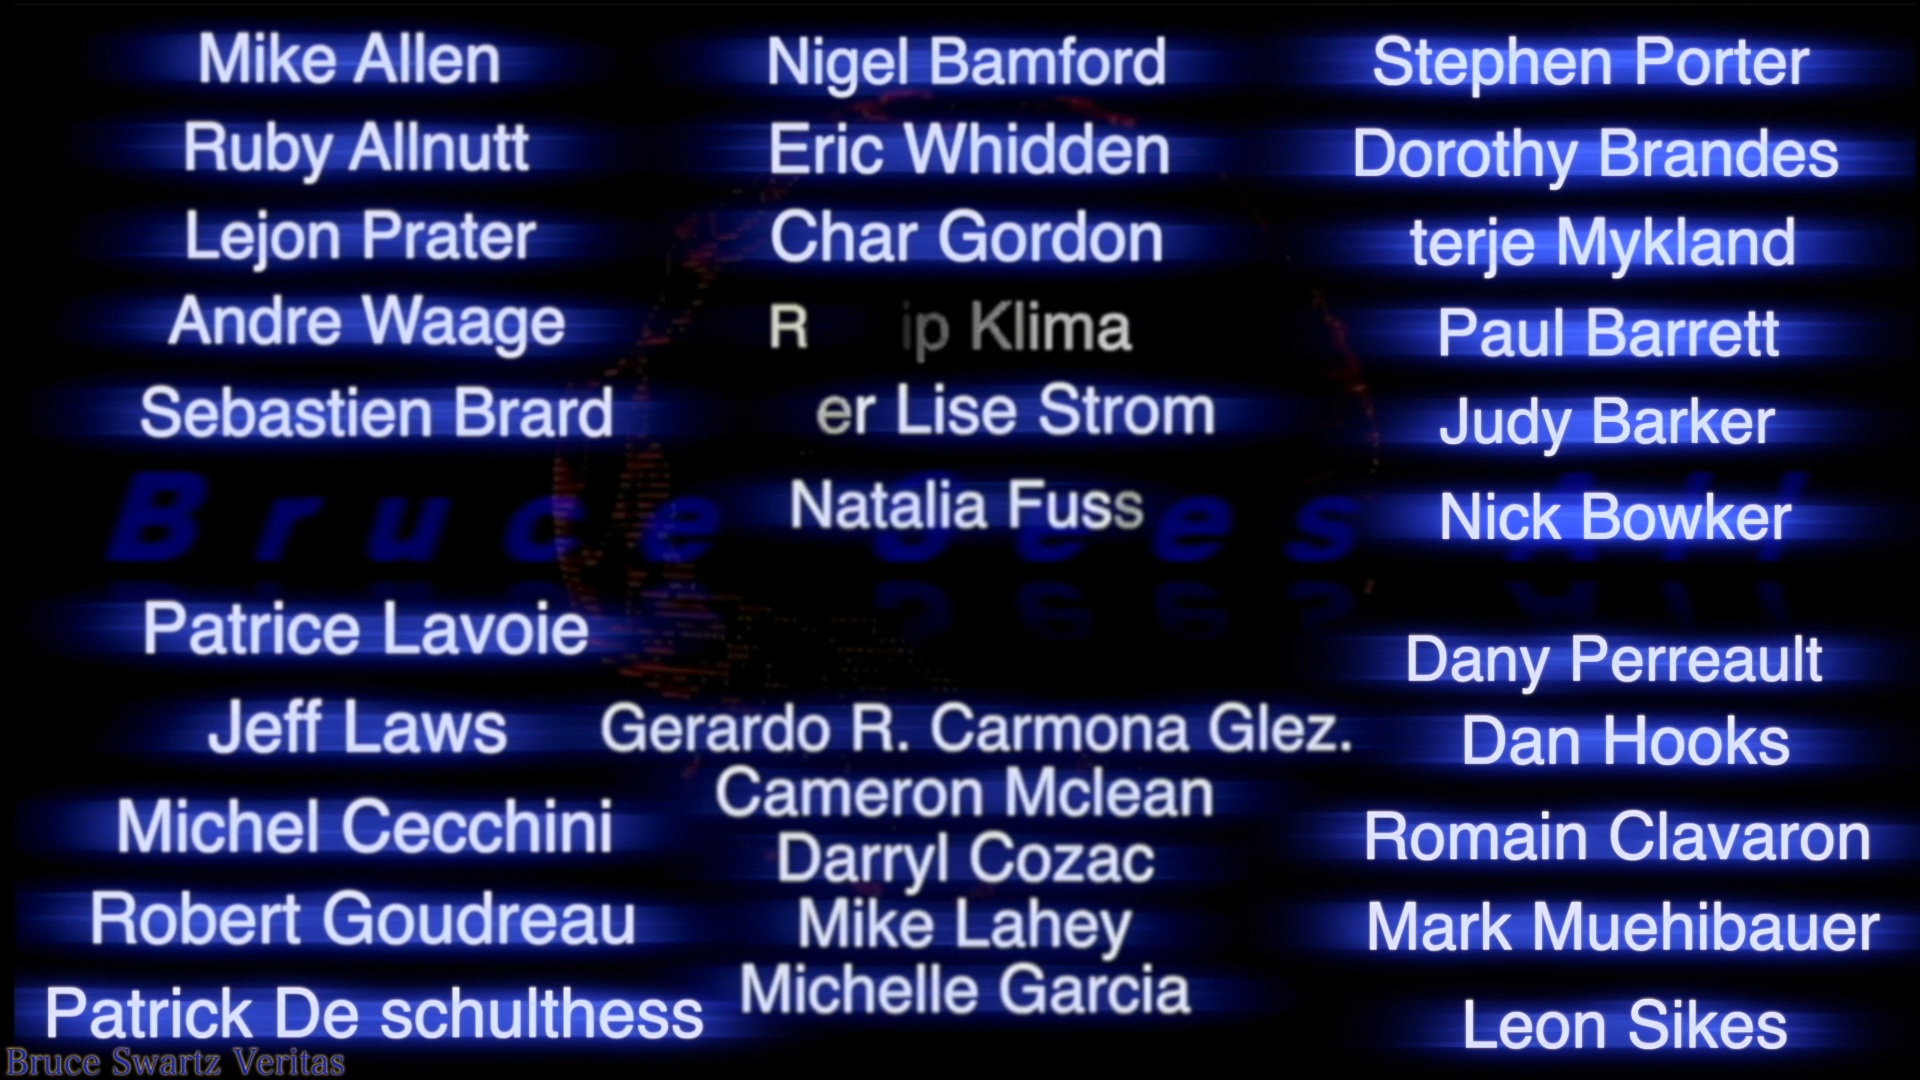 Mike Allen
Ruby Allnutt
Lejon Prater
Andre Waage
Sebastien Brard
Patrice Lavoie
Jeff Laws
Michel Cecchini
Robert Goudreau
Patrick De schulthess
Nigel Bamford
Eric Whidden
Char Gordon
R ip Klima
er Lise Strom
Natalia Fuss
Gerardo R. Carmona Glez.
Cameron Mclean
Darryl Cozac
Mike Lahey
Michelle Garcia
Stephen Porter
Dorothy Brandes
terje Mykland
Paul Barrett
Judy Barker
Nick Bowker
Dany Perreault
Dan Hooks
Romain Clavaron
Mark Muehibauer
Leon Sikes
Bruce Sees All
Bruce Swartz Veritas